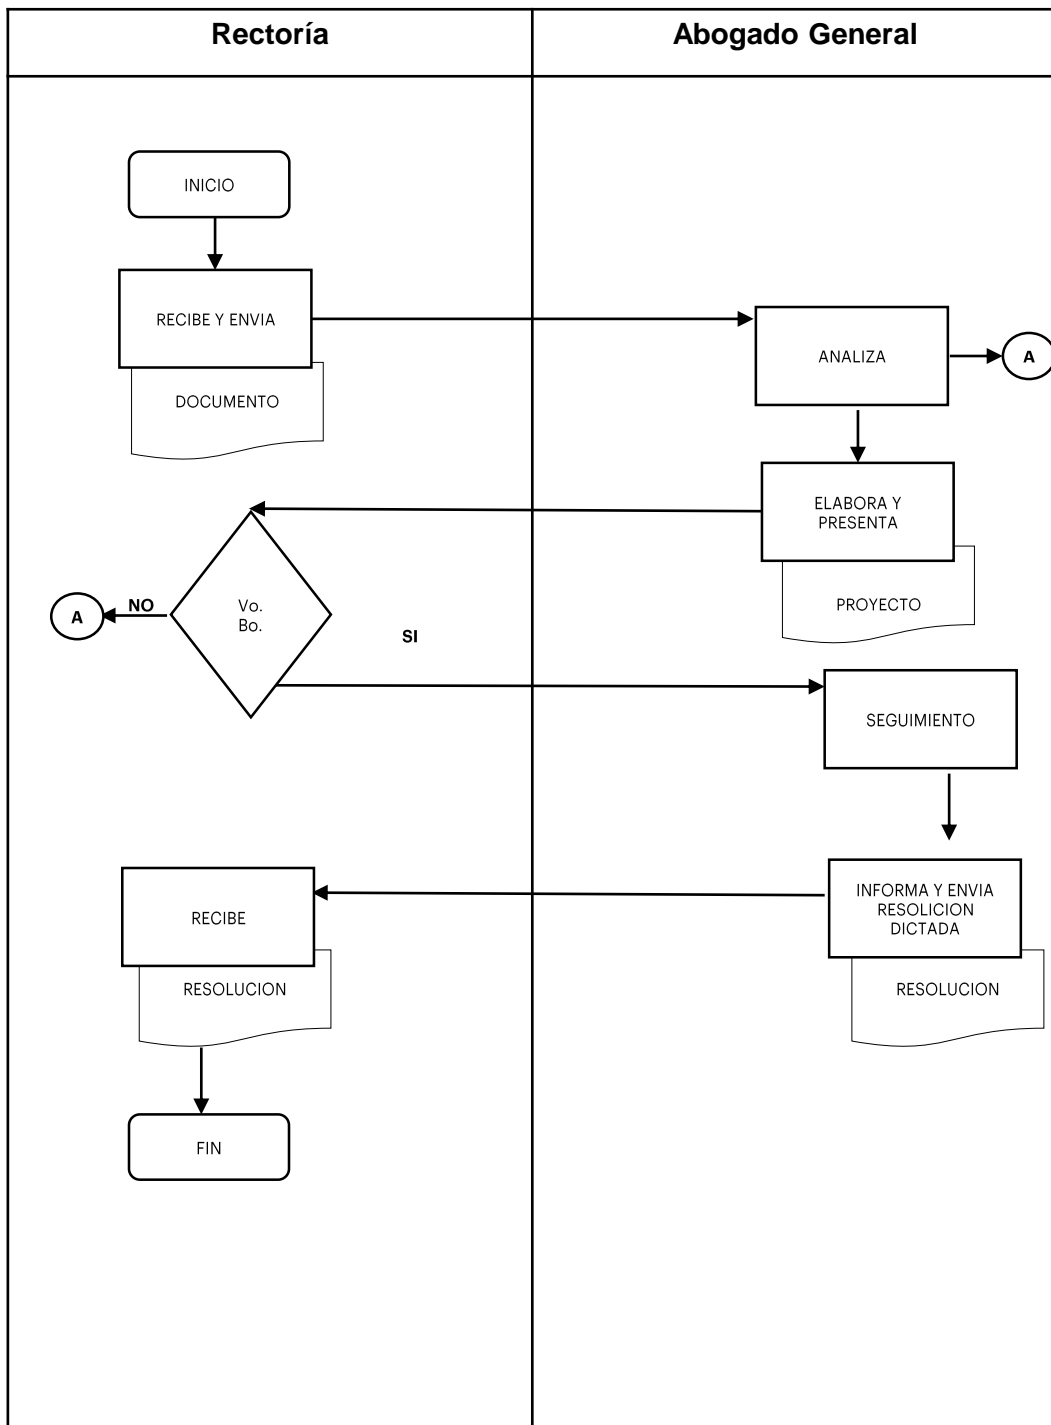 Rectoría
Abogado General
INICIO
RECIBE Y ENVIA
DOCUMENTO
ANALIZA
A
ELABORA Y
PRESENTA
PROYECTO
Vo.
Bo.
NO
A
SI
SEGUIMIENTO
INFORMA Y ENVIA
RESOLICION
DICTADA
RESOLUCION
RECIBE
RESOLUCION
FIN